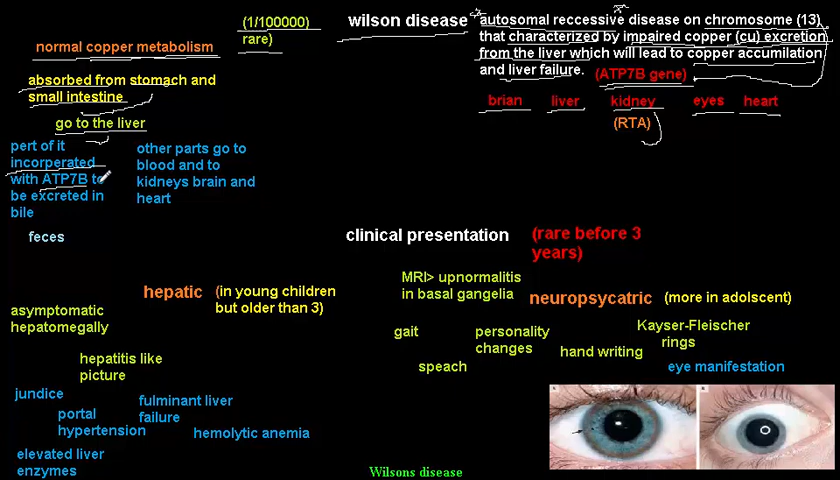 wilson disease
autosomal reccessive disease on chromosome (13).
that characterized by impaired copper (cu) excretion
from the liver which will lead to copper accumilation
and liver failure.
(ATP7B gene)
brian liver kidney eyes heart
(RTA)
(1/100000)
rare)
normal copper metabolism
absorbed from stomach and
small intestine
go to the liver
part of it
incorperated
with ATP7B to
be excreted in
bile
other parts go to
blood and to
kidneys brain and
heart
feces
clinical presentation
(rare before 3
years)
hepatic
(in young children
but older than 3)
asymptomatic
hepatomegally
hepatitis like
picture
jundice
portal
hypertension
fulminant liver
failure
hemolytic anemia
elevated liver
enzymes
MRI> upnormalitis
in basal gangelia
neuropsycatric (more in adolscent)
gait
personality
changes
speach
hand writing
Kayser-Fleischer
rings
eye manifestation
Wilsons disease